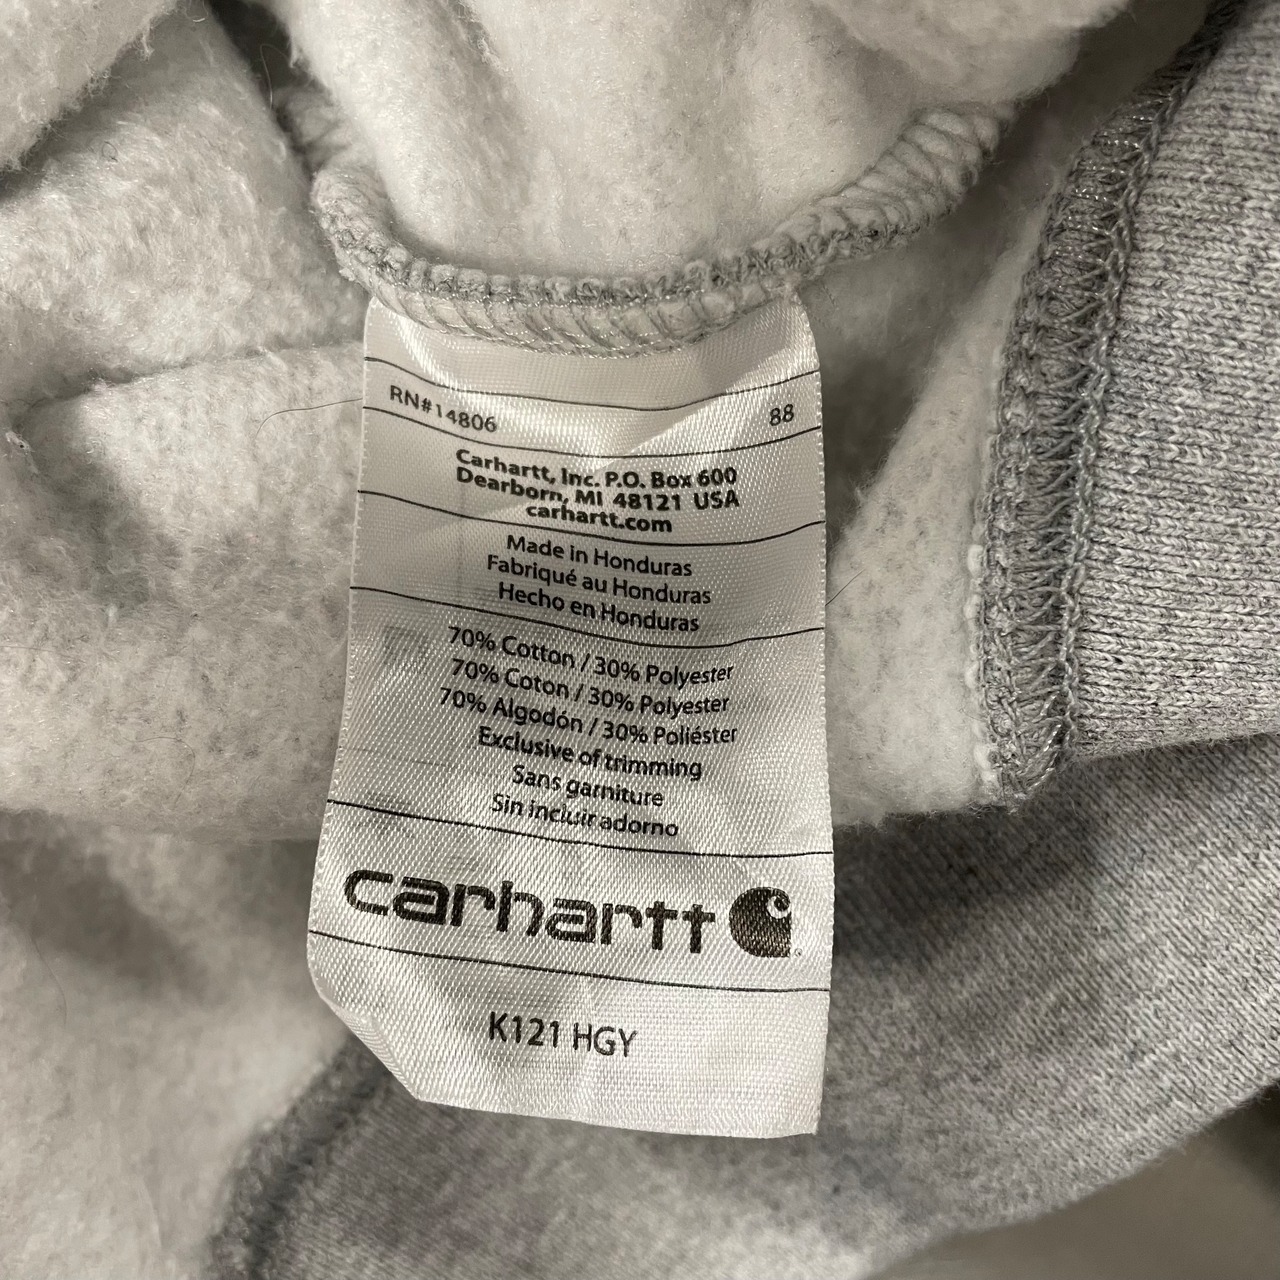 RN#14806 88
Carhartt, Inc. P.O. Box 600
Dearborn, MI 48121 USA
carhartt.com
Made in Honduras
Fabriqué au Honduras
Hecho en Honduras
70% Cotton / 30% Polyester
70% Coton / 30% Polyester
70% Algodón / 30% Poliéster
Exclusive of trimming
Sans garniture
Sin incluir adorno
carhartt
K121 HGY